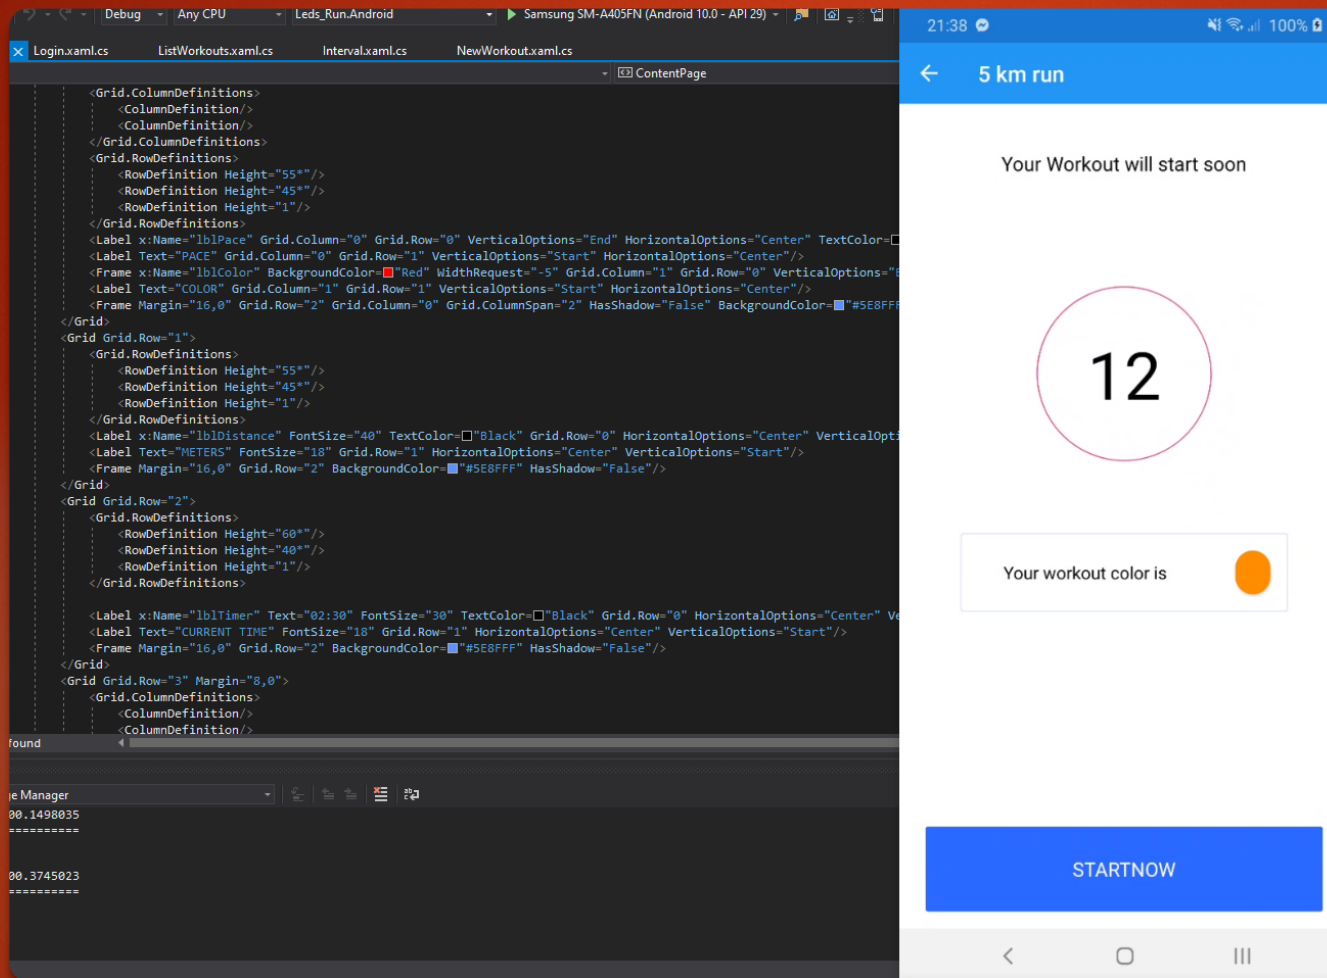 Debug Any CPU Leds_Run.Android Samsung SM-A405FN (Android 10.0 - API 29)
Login.xaml.cs ListWorkouts.xaml.cs Interval.xaml.cs NewWorkout.xaml.cs
ContentPage
<Grid.ColumnDefinitions>
<ColumnDefinition/>
<ColumnDefinition/>
</Grid.ColumnDefinitions>
<Grid.RowDefinitions>
<RowDefinition Height="55*"/>
<RowDefinition Height="45*"/>
<RowDefinition Height="1"/>
</Grid.RowDefinitions>
<Label x:Name="lblPace" Grid.Column="0" Grid.Row="0" VerticalOptions="End" HorizontalOptions="Center" TextColor=
<Label Text="PACE" Grid.Column="0" Grid.Row="1" VerticalOptions="Start" HorizontalOptions="Center"/>
<Frame x:Name="lblColor" BackgroundColor="Red" WidthRequest="-5" Grid.Column="1" Grid.Row="0" VerticalOptions="E
<Label Text="COLOR" Grid.Column="1" Grid.Row="1" VerticalOptions="Start" HorizontalOptions="Center"/>
<Frame Margin="16,0" Grid.Row="2" Grid.Column="0" Grid.ColumnSpan="2" HasShadow="False" BackgroundColor="#5E8FFF
</Grid>
<Grid Grid.Row="1">
<Grid.RowDefinitions>
<RowDefinition Height="55*"/>
<RowDefinition Height="45*"/>
<RowDefinition Height="1"/>
</Grid.RowDefinitions>
<Label x:Name="lblDistance" FontSize="40" TextColor="Black" Grid.Row="0" HorizontalOptions="Center" VerticalOpti
<Label Text="METERS" FontSize="18" Grid.Row="1" HorizontalOptions="Center" VerticalOptions="Start"/>
<Frame Margin="16,0" Grid.Row="2" BackgroundColor="#5E8FFF" HasShadow="False"/>
</Grid>
<Grid Grid.Row="2">
<Grid.RowDefinitions>
<RowDefinition Height="60*"/>
<RowDefinition Height="40*"/>
<RowDefinition Height="1"/>
</Grid.RowDefinitions>
<Label x:Name="lblTimer" Text="02:30" FontSize="30" TextColor="Black" Grid.Row="0" HorizontalOptions="Center" Ve
<Label Text="CURRENT TIME" FontSize="18" Grid.Row="1" HorizontalOptions="Center" VerticalOptions="Start"/>
<Frame Margin="16,0" Grid.Row="2" BackgroundColor="#5E8FFF" HasShadow="False"/>
</Grid>
<Grid Grid.Row="3" Margin="8,0">
<Grid.ColumnDefinitions>
<ColumnDefinition/>
<ColumnDefinition/>
found
ge Manager
00.1498035
==========
00.3745023
==========
21:38 100%
5 km run
Your Workout will start soon
12
Your workout color is
STARTNOW